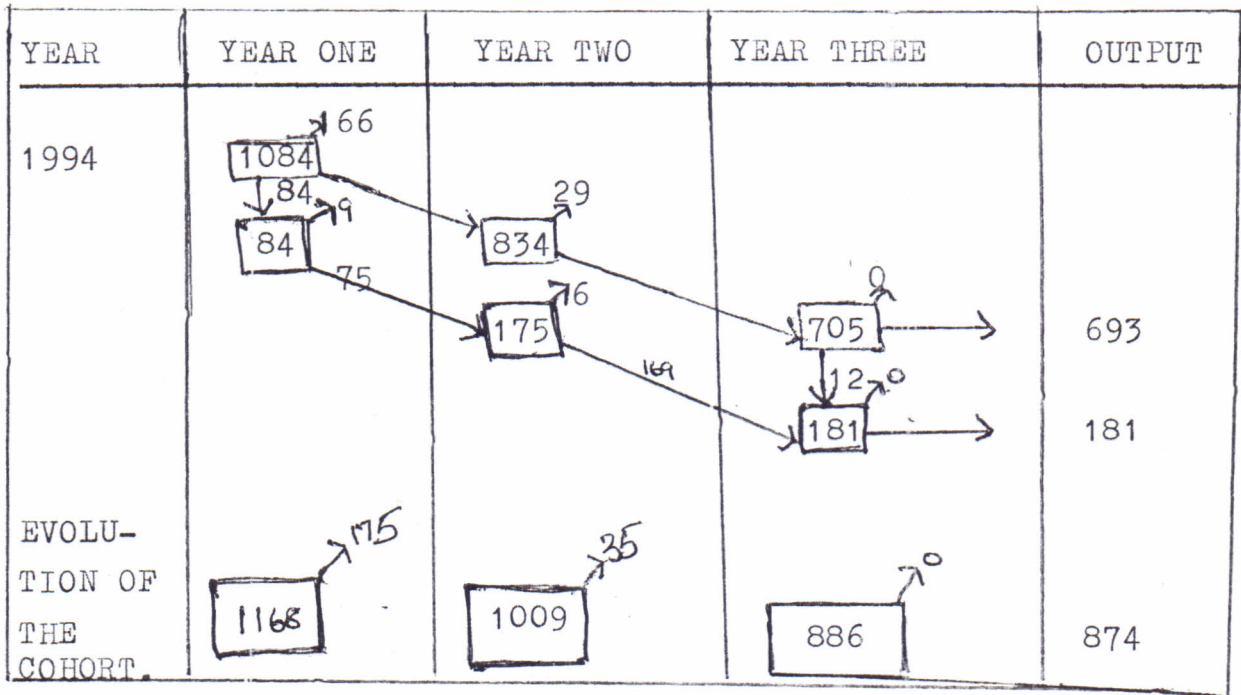 YEAR YEAR ONE YEAR TWO YEAR THREE OUTPUT
166
1994 1084
84 9 29
84 834
75 6 0
175 705 693
169 12 0
181 181
EVOLU- 175 35 0
TION OF
THE 1168 1009 886 874
COHORT.